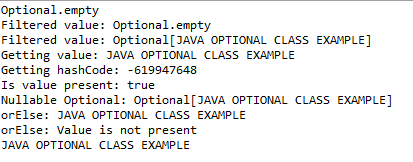 Optional.empty
Filtered value: Optional.empty
Filtered value: Optional[JAVA OPTIONAL CLASS EXAMPLE]
Getting value: JAVA OPTIONAL CLASS EXAMPLE
Getting hashCode: -619947648
Is value present: true
Nullable Optional: Optional[JAVA OPTIONAL CLASS EXAMPLE]
orElse: JAVA OPTIONAL CLASS EXAMPLE
orElse: Value is not present
JAVA OPTIONAL CLASS EXAMPLE